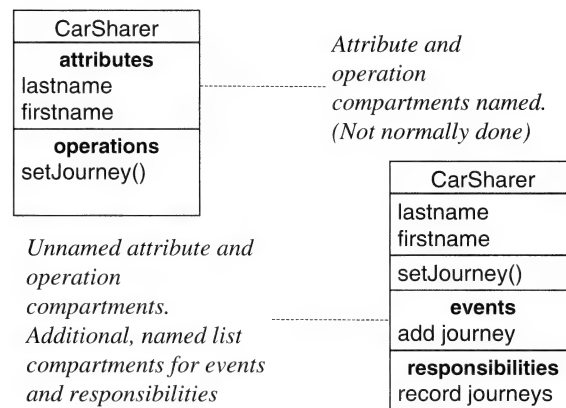 CarSharer
attributes
lastname
firstname
operations
setJourney()
Attribute and
operation
compartments named.
(Not normally done)
Unnamed attribute and
operation
compartments.
Additional, named list
compartments for events
and responsibilities
CarSharer
lastname
firstname
setJourney()
events
add journey
responsibilities
record journeys